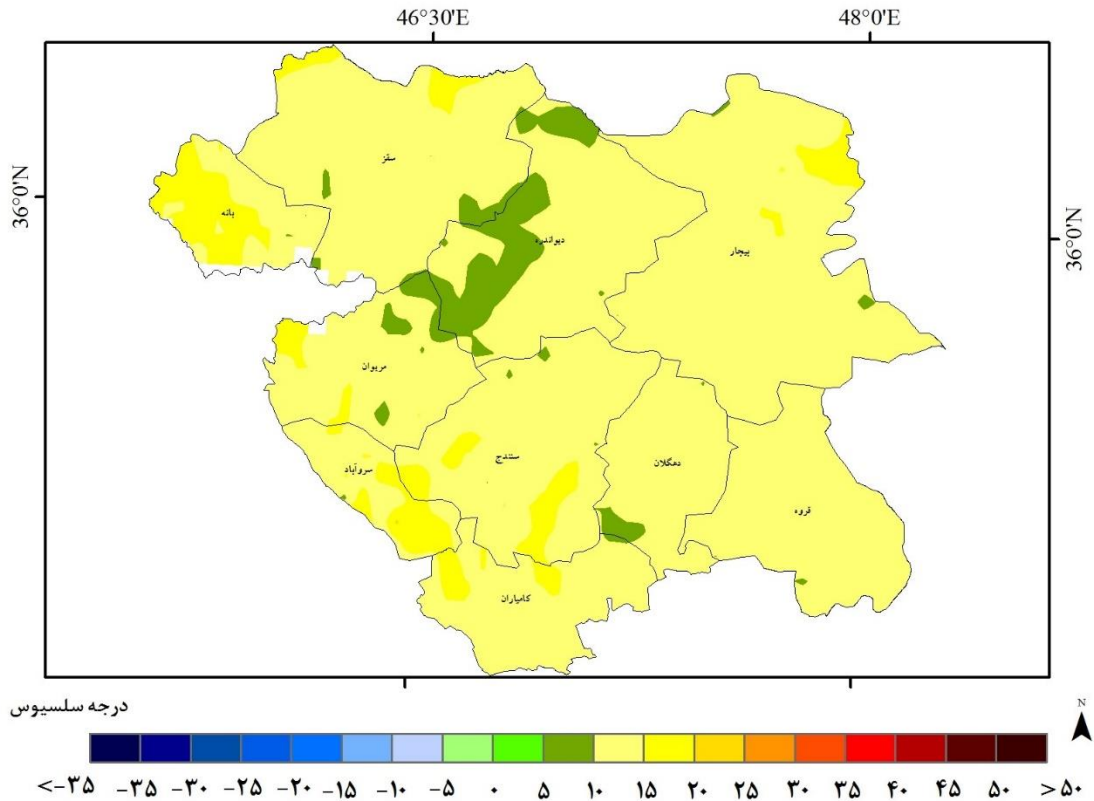 46°30'E 48°0'E
36°0'N
36°0'N
سقز
بانه
دیواندره
بیجار
مریوان
سروآباد
سنندج
دهگلان
قروه
کامیاران
درجه سلسیوس
N
<-۳۵ -۳۵ -۳۰ -۲۵ -۲۰ -۱۵ -۱۰ -۵ ۰ ۵ ۱۰ ۱۵ ۲۰ ۲۵ ۳۰ ۳۵ ۴۰ ۴۵ ۵۰ >۵۰